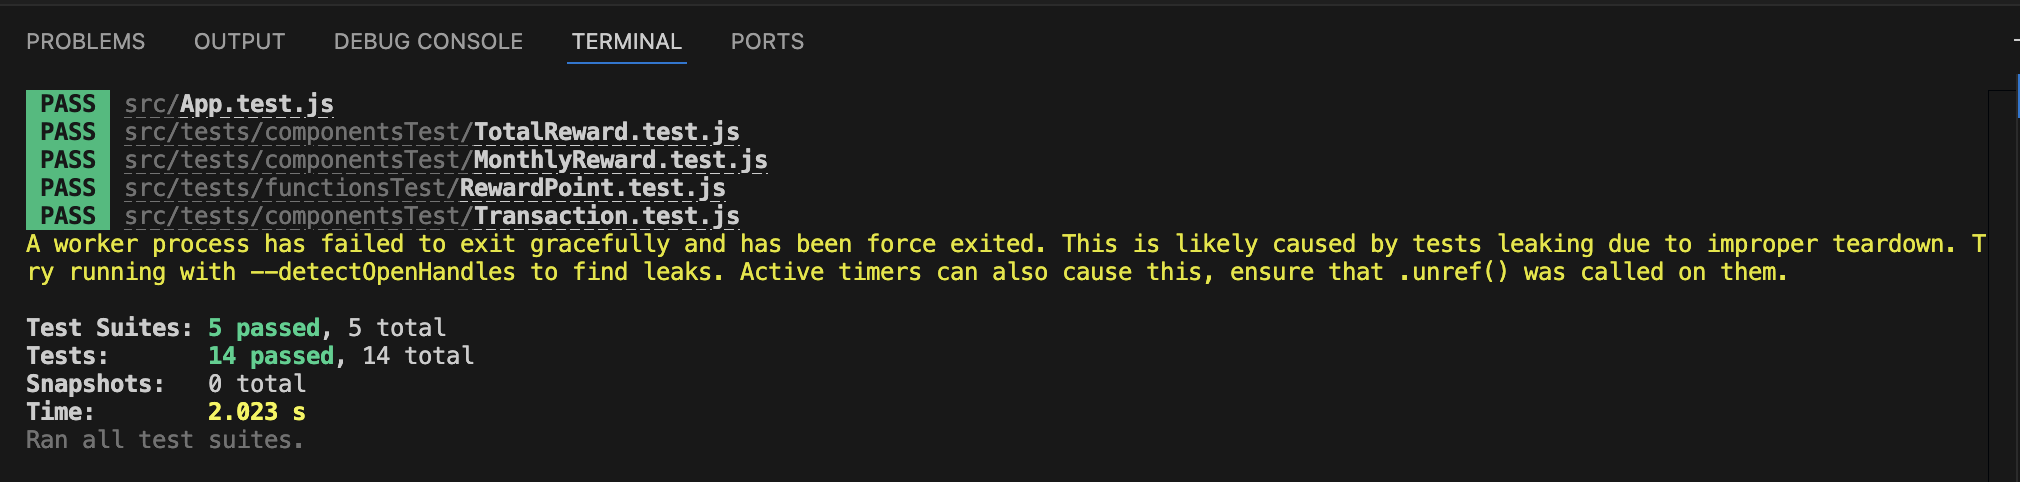 PROBLEMS OUTPUT DEBUG CONSOLE TERMINAL PORTS
PASS src/App.test.js
PASS src/tests/componentsTest/TotalReward.test.js
PASS src/tests/componentsTest/MonthlyReward.test.js
PASS src/tests/functionsTest/RewardPoint.test.js
PASS src/tests/componentsTest/Transaction.test.js
A worker process has failed to exit gracefully and has been force exited. This is likely caused by tests leaking due to improper teardown. T
ry running with --detectOpenHandles to find leaks. Active timers can also cause this, ensure that .unref() was called on them.
Test Suites: 5 passed, 5 total
Tests: 14 passed, 14 total
Snapshots: 0 total
Time: 2.023 s
Ran all test suites.